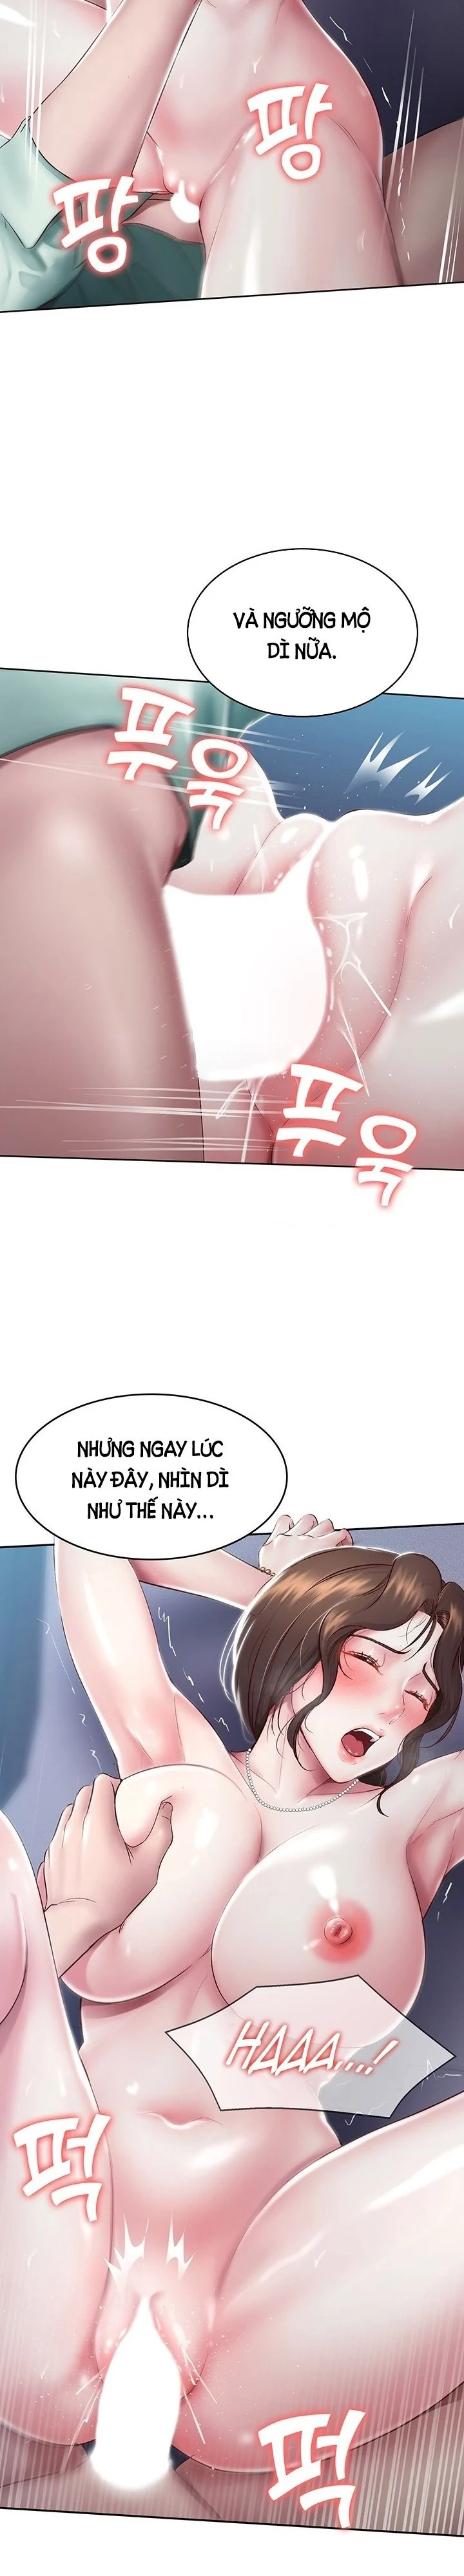 팡
팡
VÀ NGƯỠNG MỘ
DÌ NỮA.
푸욱
푸욱
NHƯNG NGAY LÚC
NÀY ĐÂY, NHÌN DÌ
NHƯ THẾ NÀY...
HAAA...!
퍽
퍽